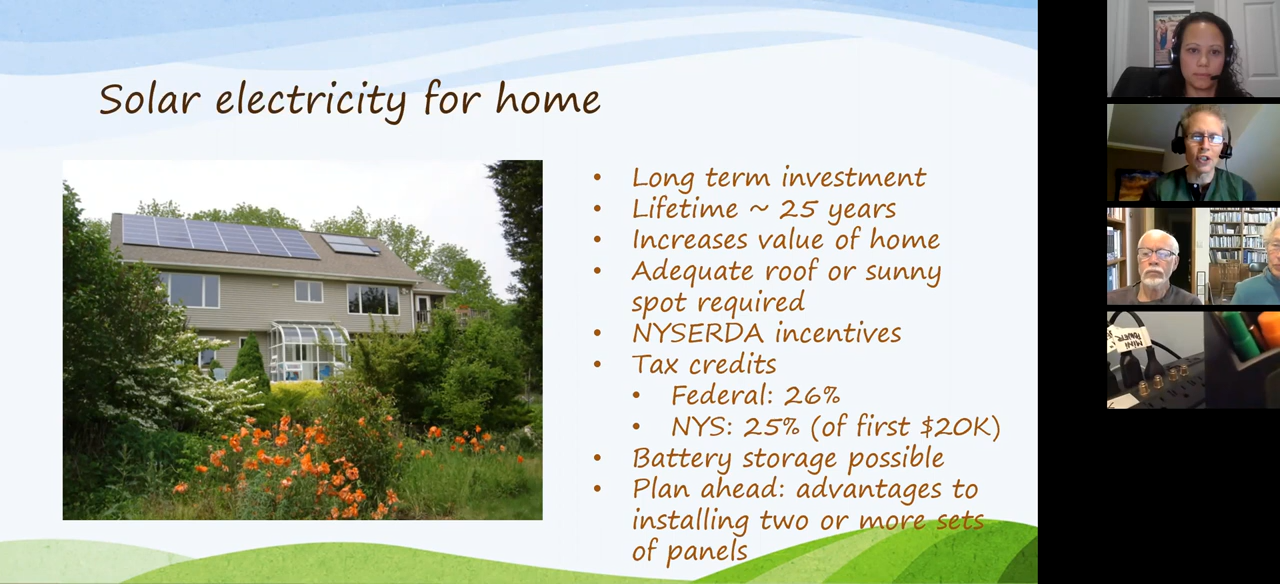 Solar electricity for home
• Long term investment
• Lifetime ~ 25 years
• Increases value of home
• Adequate roof or sunny
spot required
• NYSERDA incentives
• Tax credits
• Federal: 26%
• NYS: 25% (of first $20K)
• Battery storage possible
• Plan ahead: advantages to
installing two or more sets
of panels
MINI